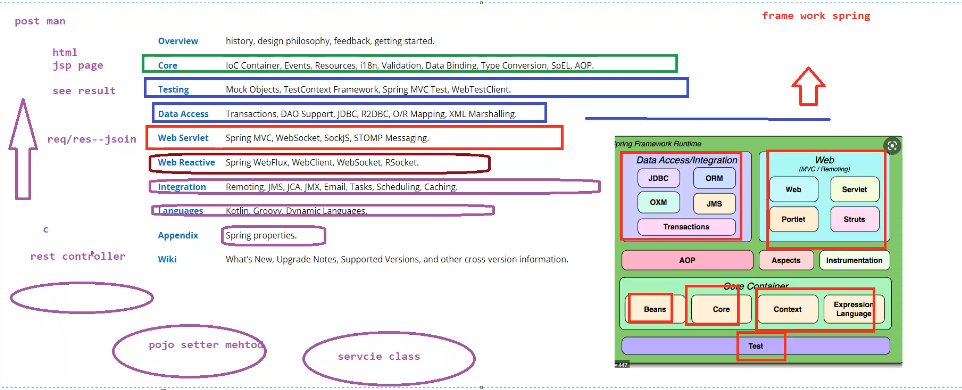 post man
frame work spring
html
jsp page
see result
req/res--jsoin
c
rest controller
pojo setter mehtod
servcie class
Overview history, design philosophy, feedback, getting started.
Core IoC Container, Events, Resources, i18n, Validation, Data Binding, Type Conversion, SpEL, AOP.
Testing Mock Objects, TestContext Framework, Spring MVC Test, WebTestClient.
Data Access Transactions, DAO Support, JDBC, R2DBC, O/R Mapping, XML Marshalling.
Web Servlet Spring MVC, WebSocket, SockJS, STOMP Messaging.
Web Reactive Spring WebFlux, WebClient, WebSocket, RSocket.
Integration Remoting, JMS, JCA, JMX, Email, Tasks, Scheduling, Caching.
Languages Kotlin, Groovy, Dynamic Languages.
Appendix Spring properties.
Wiki What's New, Upgrade Notes, Supported Versions, and other cross version information.
Spring Framework Runtime
Data Access/Integration
JDBC ORM
OXM JMS
Transactions
Web
(MVC / Remoting)
Web Servlet
Portlet Struts
AOP Aspects Instrumentation
Core Container
Beans Core Context Expression
Language
Test